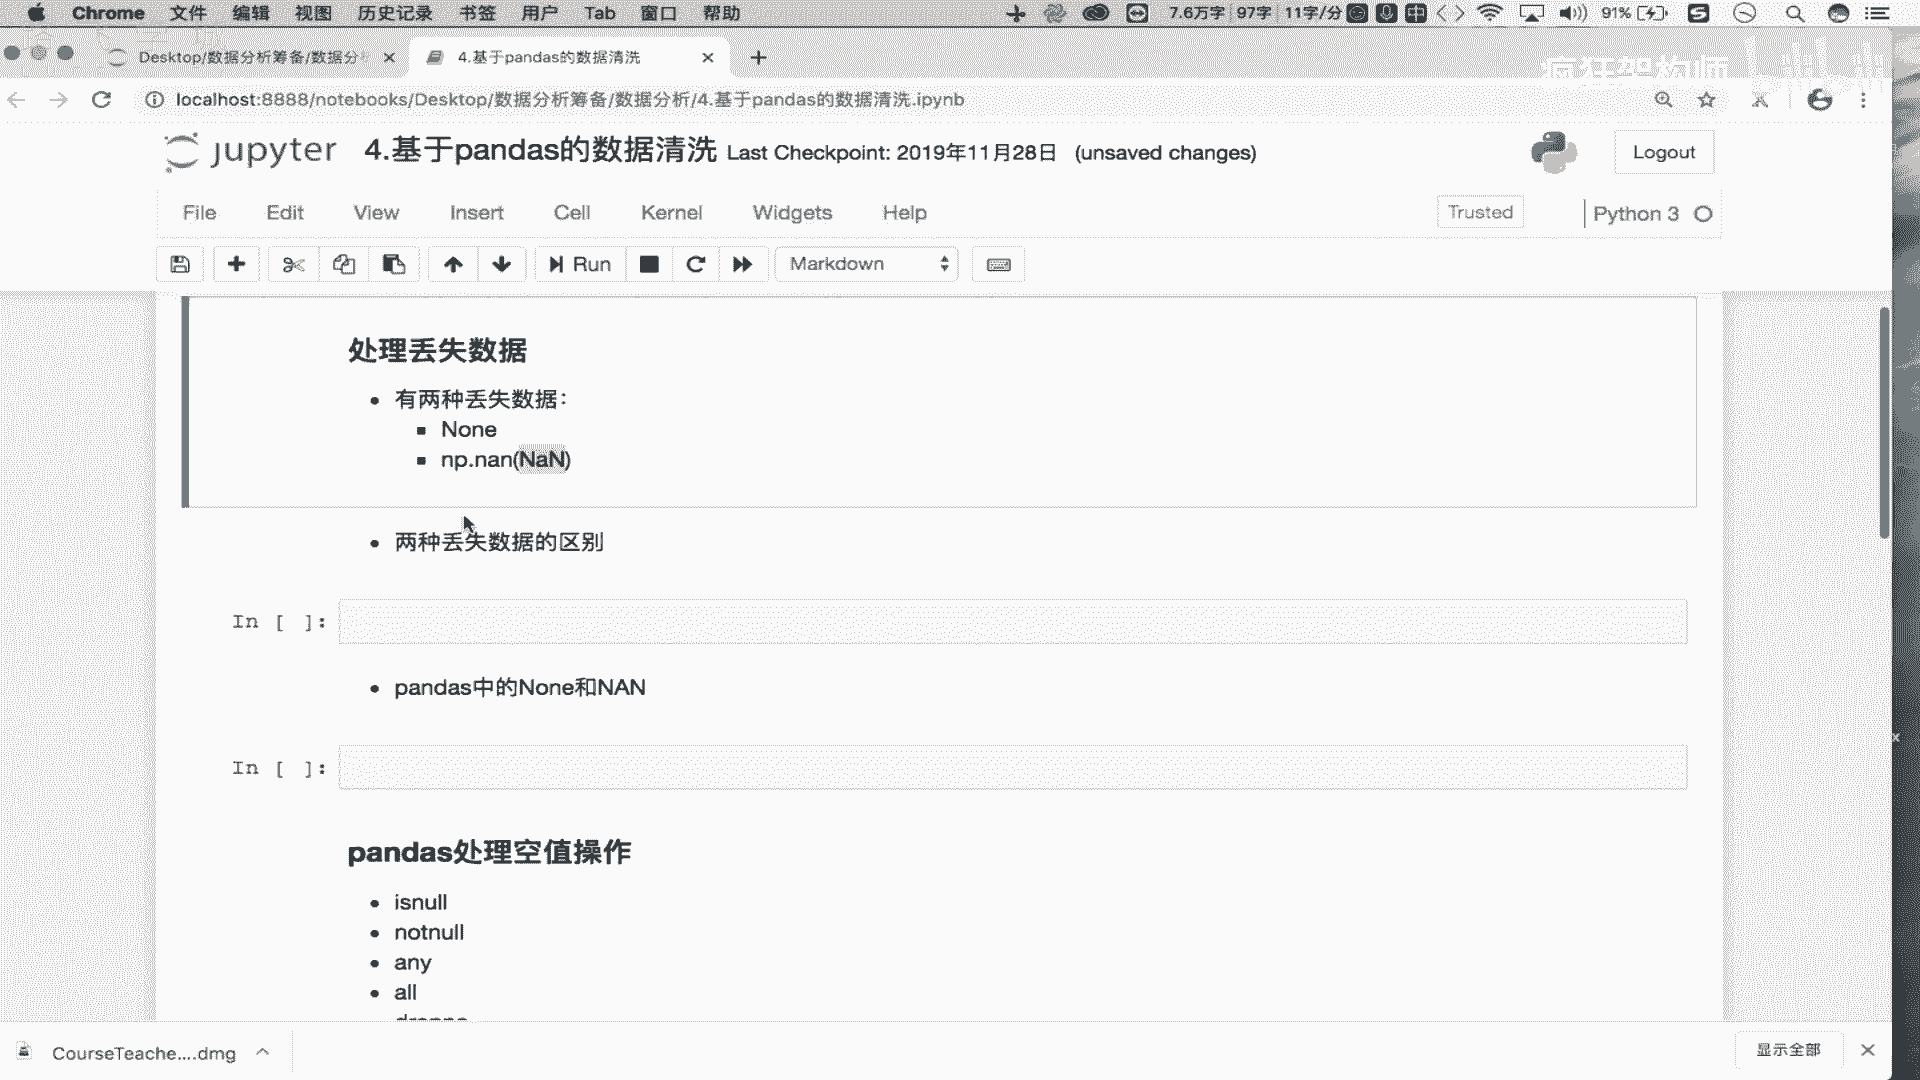 Chrome 文件 编辑 视图 历史记录 书签 用户 Tab 窗口 帮助 7.6万字 97字 11字/分 中 91%
Desktop/数据分析筹备/数据分 4.基于pandas的数据清洗
疯狂架构师
localhost:8888/notebooks/Desktop/数据分析筹备/数据分析/4.基于pandas的数据清洗.ipynb
jupyter 4.基于pandas的数据清洗 Last Checkpoint: 2019年11月28日 (unsaved changes) Logout
File Edit View Insert Cell Kernel Widgets Help Trusted Python 3
Run Markdown
处理丢失数据
有两种丢失数据：
None
np.nan(NaN)
两种丢失数据的区别
In [ ]:
pandas中的None和NAN
In [ ]:
pandas处理空值操作
isnull
notnull
any
all
CourseTeache....dmg 显示全部